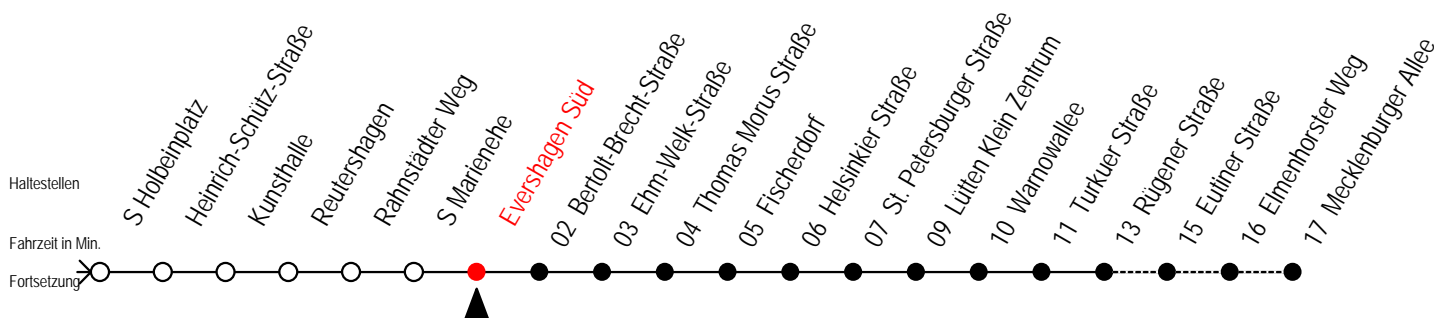 Haltestellen
S Holbeinplatz
Heinrich-Schütz-Straße
Kunsthalle
Reutershagen
Rahnstädter Weg
S Marienehe
Evershagen Süd
02 Bertolt-Brecht-Straße
03 Ehm-Welk-Straße
04 Thomas Morus Straße
05 Fischerdorf
06 Helsinkier Straße
07 St. Petersburger Straße
09 Lütten Klein Zentrum
10 Warnowallee
11 Turkuer Straße
13 Rügener Straße
15 Eutiner Straße
16 Elmenhorster Weg
17 Mecklenburger Allee
Fahrzeit in Min.
Fortsetzung